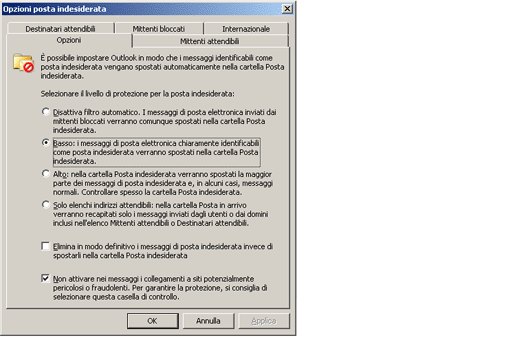 Opzioni posta indesiderata
Destinatari attendibili
Mittenti bloccati
Internazionale
Opzioni
Mittenti attendibili
È possibile impostare Outlook in modo che i messaggi identificabili come
posta indesiderata vengano spostati automaticamente nella cartella Posta
indesiderata.
Selezionare il livello di protezione per la posta indesiderata:
Disattiva filtro automatico. I messaggi di posta elettronica inviati dai
mittenti bloccati verranno comunque spostati nella cartella Posta
indesiderata.
Basso: i messaggi di posta elettronica chiaramente identificabili
come posta indesiderata verranno spostati nella cartella Posta
indesiderata.
Alto: nella cartella Posta indesiderata verranno spostati la maggior
parte dei messaggi di posta indesiderata e, in alcuni casi, messaggi
normali. Controllare spesso la cartella Posta indesiderata.
Solo elenchi indirizzi attendibili: nella cartella Posta in arrivo
verranno recapitati solo i messaggi inviati dagli utenti o dai domini
inclusi nell'elenco Mittenti attendibili o Destinatari attendibili.
Elimina in modo definitivo i messaggi di posta indesiderata invece di
spostarli nella cartella Posta indesiderata
Non attivare nei messaggi i collegamenti a siti potenzialmente
pericolosi o fraudolenti. Per garantire la protezione, si consiglia di
selezionare questa casella di controllo.
OK
Annulla
Applica